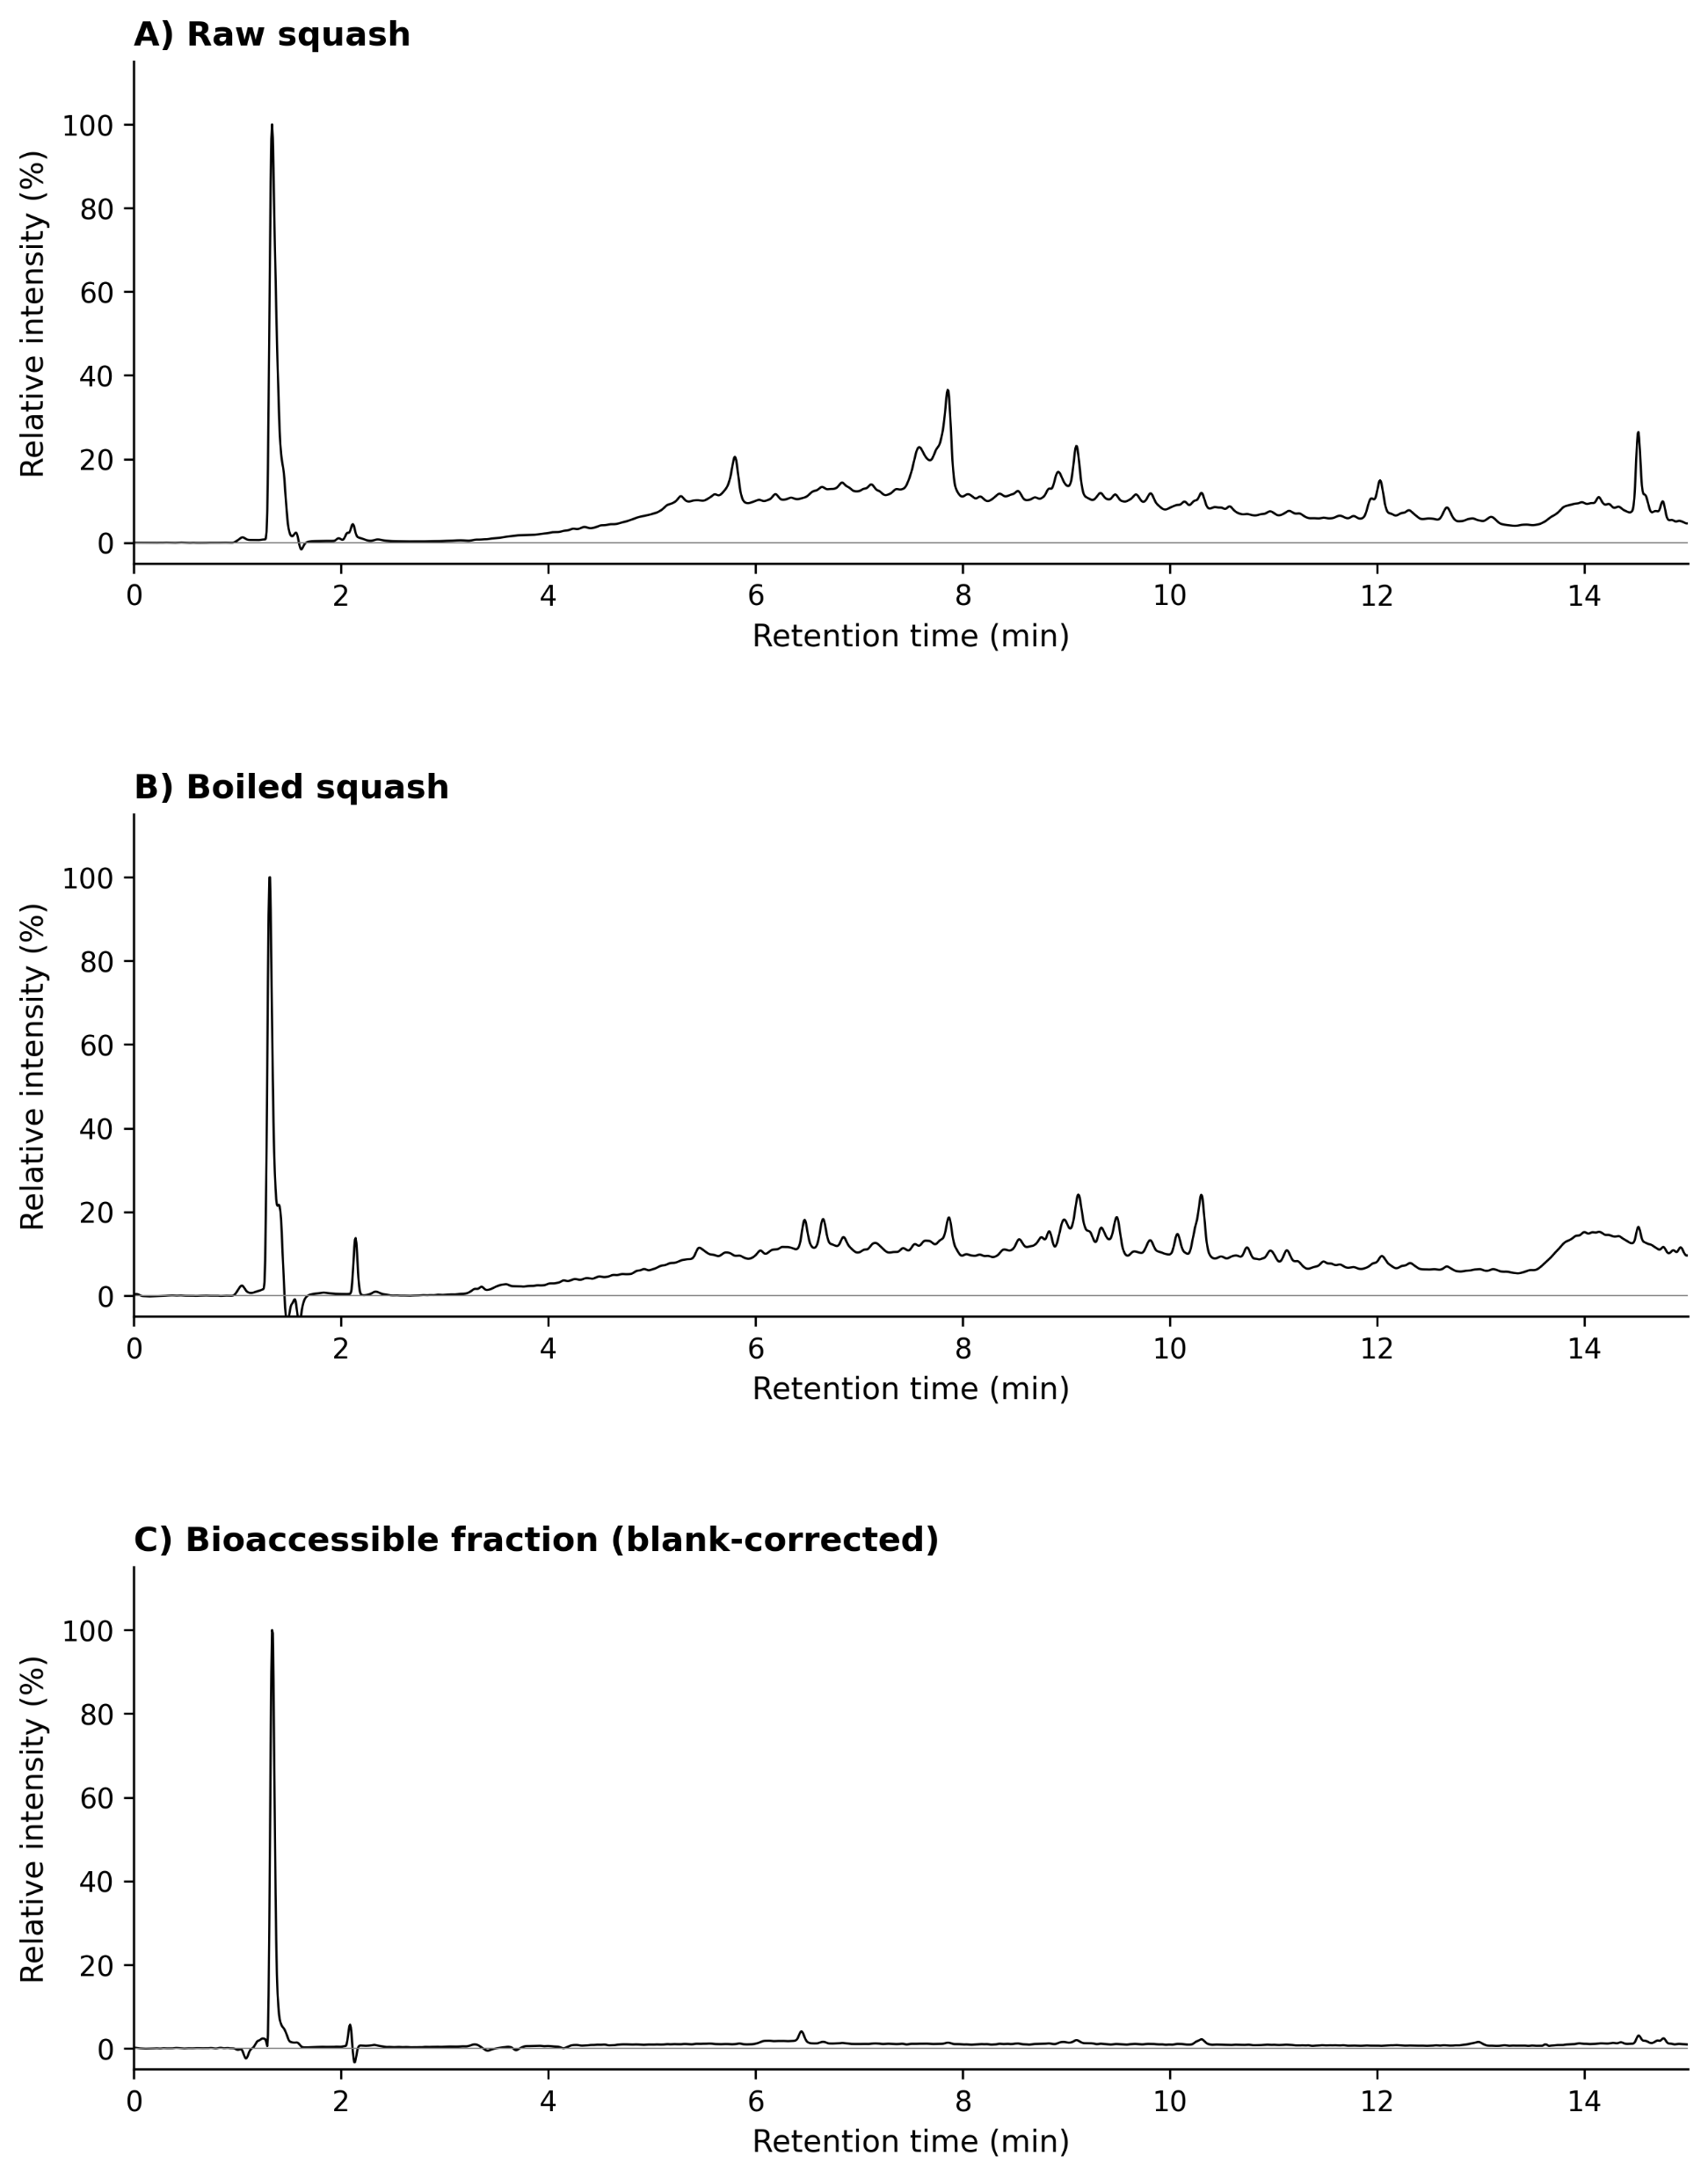 A) Raw squash
Relative intensity (%)
100
80
60
40
20
0
0 2 4 6 8 10 12 14
Retention time (min)
B) Boiled squash
Relative intensity (%)
100
80
60
40
20
0
0 2 4 6 8 10 12 14
Retention time (min)
C) Bioaccessible fraction (blank-corrected)
Relative intensity (%)
100
80
60
40
20
0
0 2 4 6 8 10 12 14
Retention time (min)